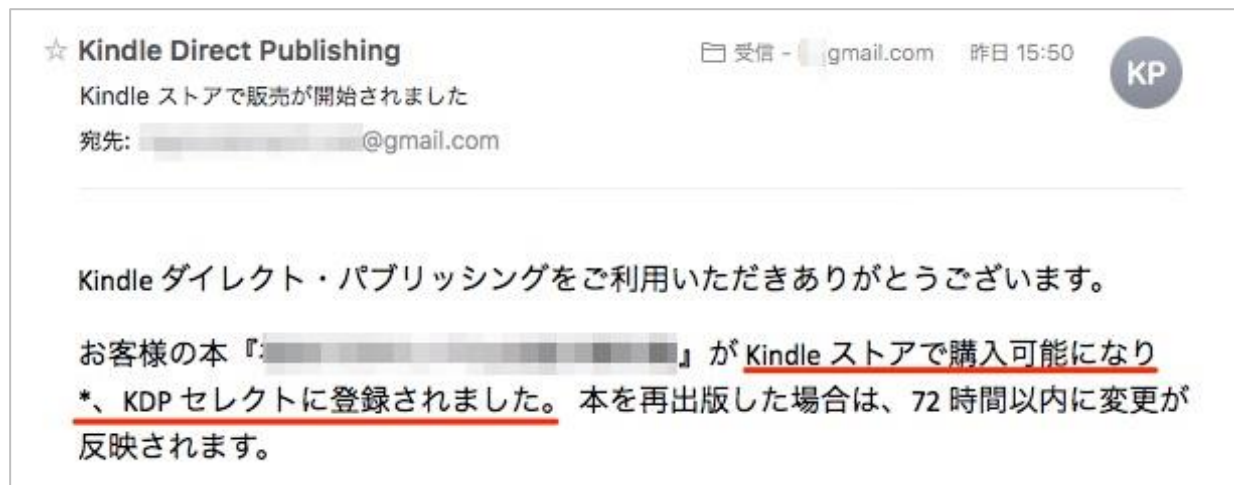 ☆ Kindle Direct Publishing
受信 - gmail.com 昨日 15:50
KP
Kindle ストアで販売が開始されました
宛先: @gmail.com
Kindle ダイレクト・パブリッシングをご利用いただきありがとうございます。
お客様の本『』が Kindle ストアで購入可能になり
*、KDP セレクトに登録されました。 本を再出版した場合は、72 時間以内に変更が
反映されます。